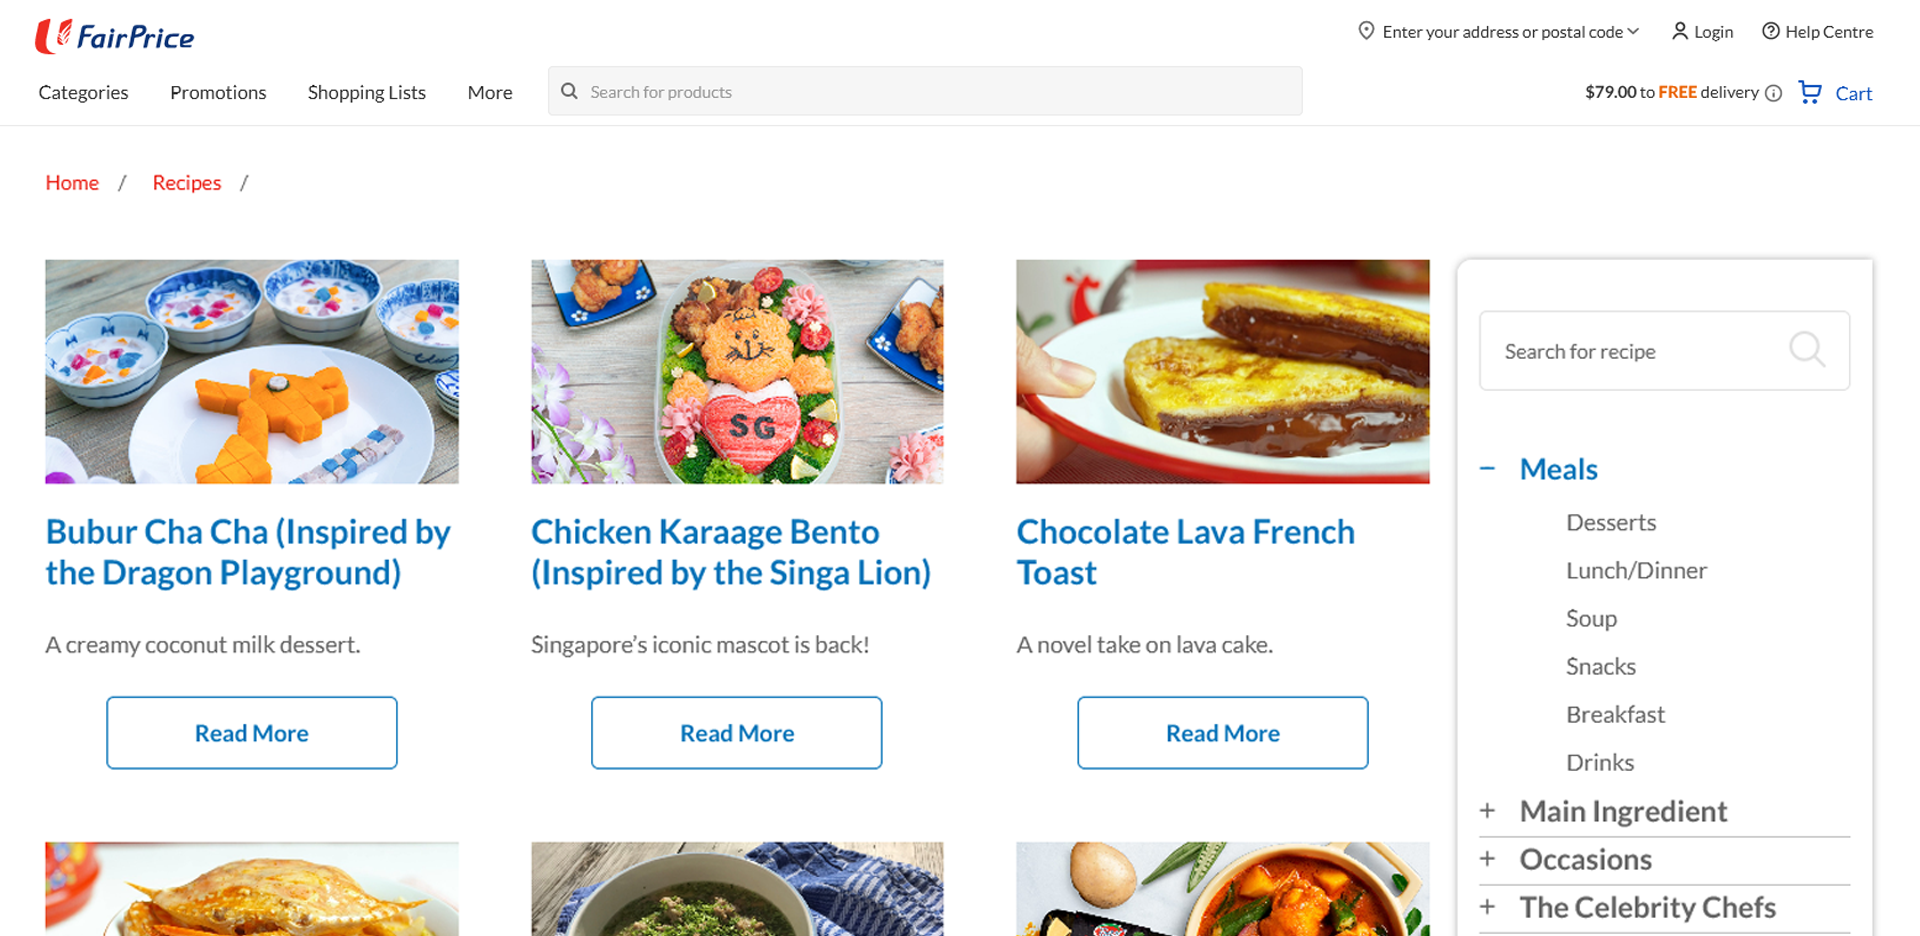 FairPrice
Enter your address or postal code
Login
Help Centre
Categories
Promotions
Shopping Lists
More
Search for products
$79.00 to FREE delivery
Cart
Home / Recipes /
SG
Bubur Cha Cha (Inspired by
the Dragon Playground)
A creamy coconut milk dessert.
Read More
Chicken Karaage Bento
(Inspired by the Singa Lion)
Singapore’s iconic mascot is back!
Read More
Chocolate Lava French
Toast
A novel take on lava cake.
Read More
Search for recipe
− Meals
Desserts
Lunch/Dinner
Soup
Snacks
Breakfast
Drinks
+ Main Ingredient
+ Occasions
+ The Celebrity Chefs